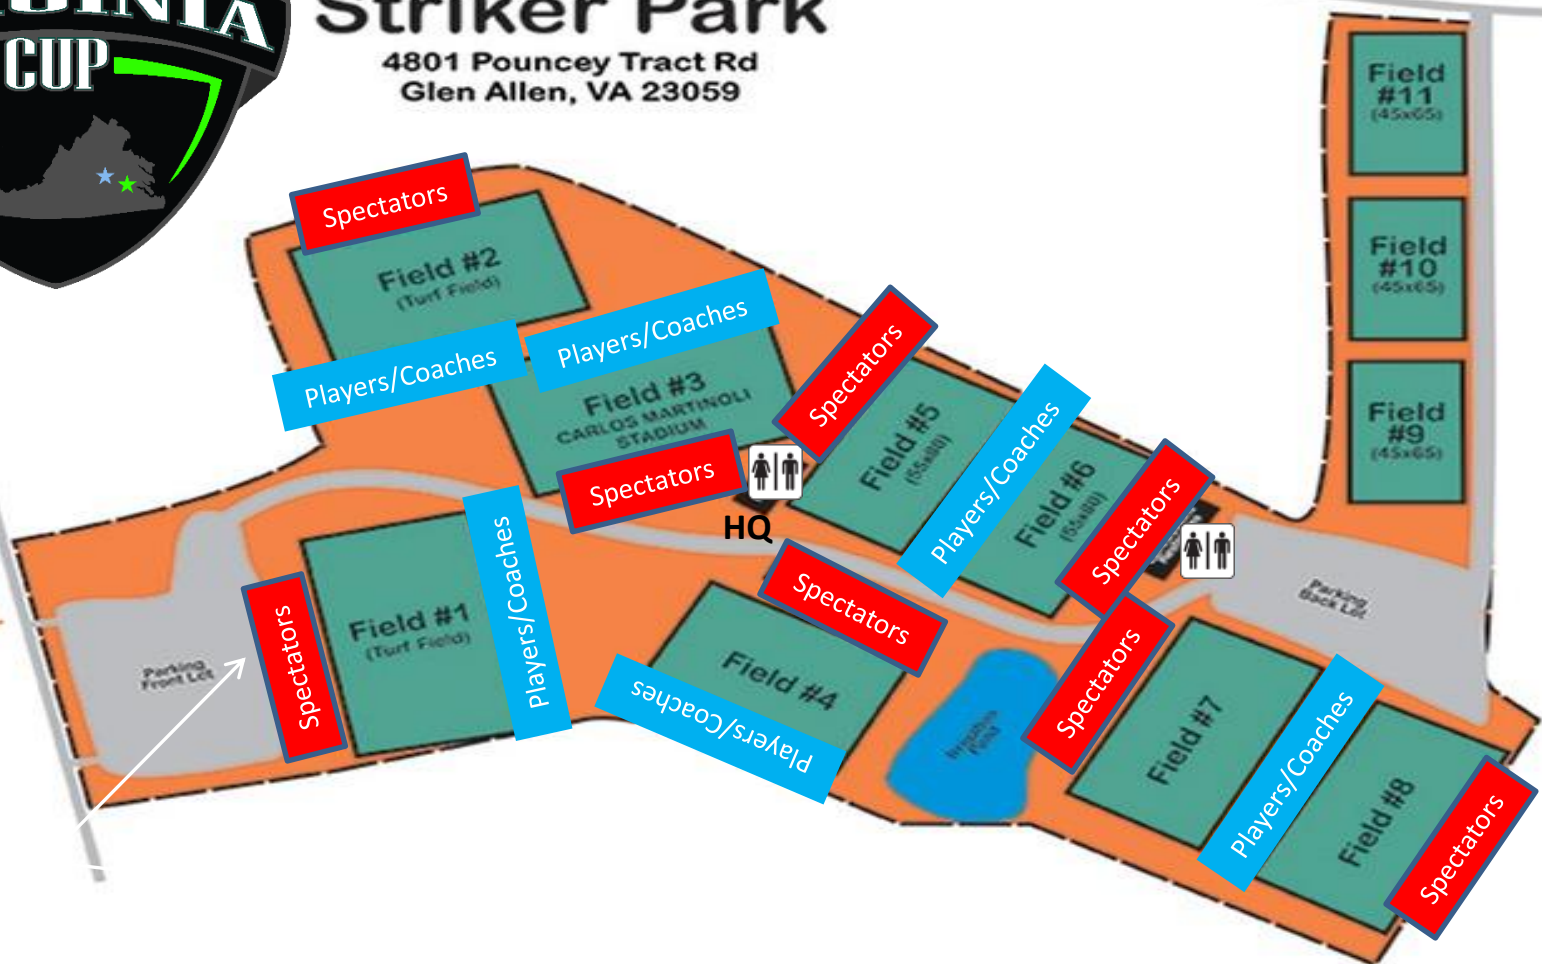 CUP
Striker Park
4801 Pouncey Tract Rd
Glen Allen, VA 23059
Field
#11
(45x65)
Field
#10
(45x65)
Field
#9
(45x65)
Spectators
Field #2
(Turf Field)
Players/Coaches
Players/Coaches
Field #3
CARLOS MARTINOLI
STADIUM
Spectators
HQ
Spectators
Field #5
(55x80)
Players/Coaches
Field #6
(55x80)
Spectators
Parking
Back Lot
Parking
Front Lot
Spectators
Field #1
(Turf Field)
Players/Coaches
Spectators
Field #4
Players/Coaches
Spectators
Field #7
Players/Coaches
Field #8
Spectators